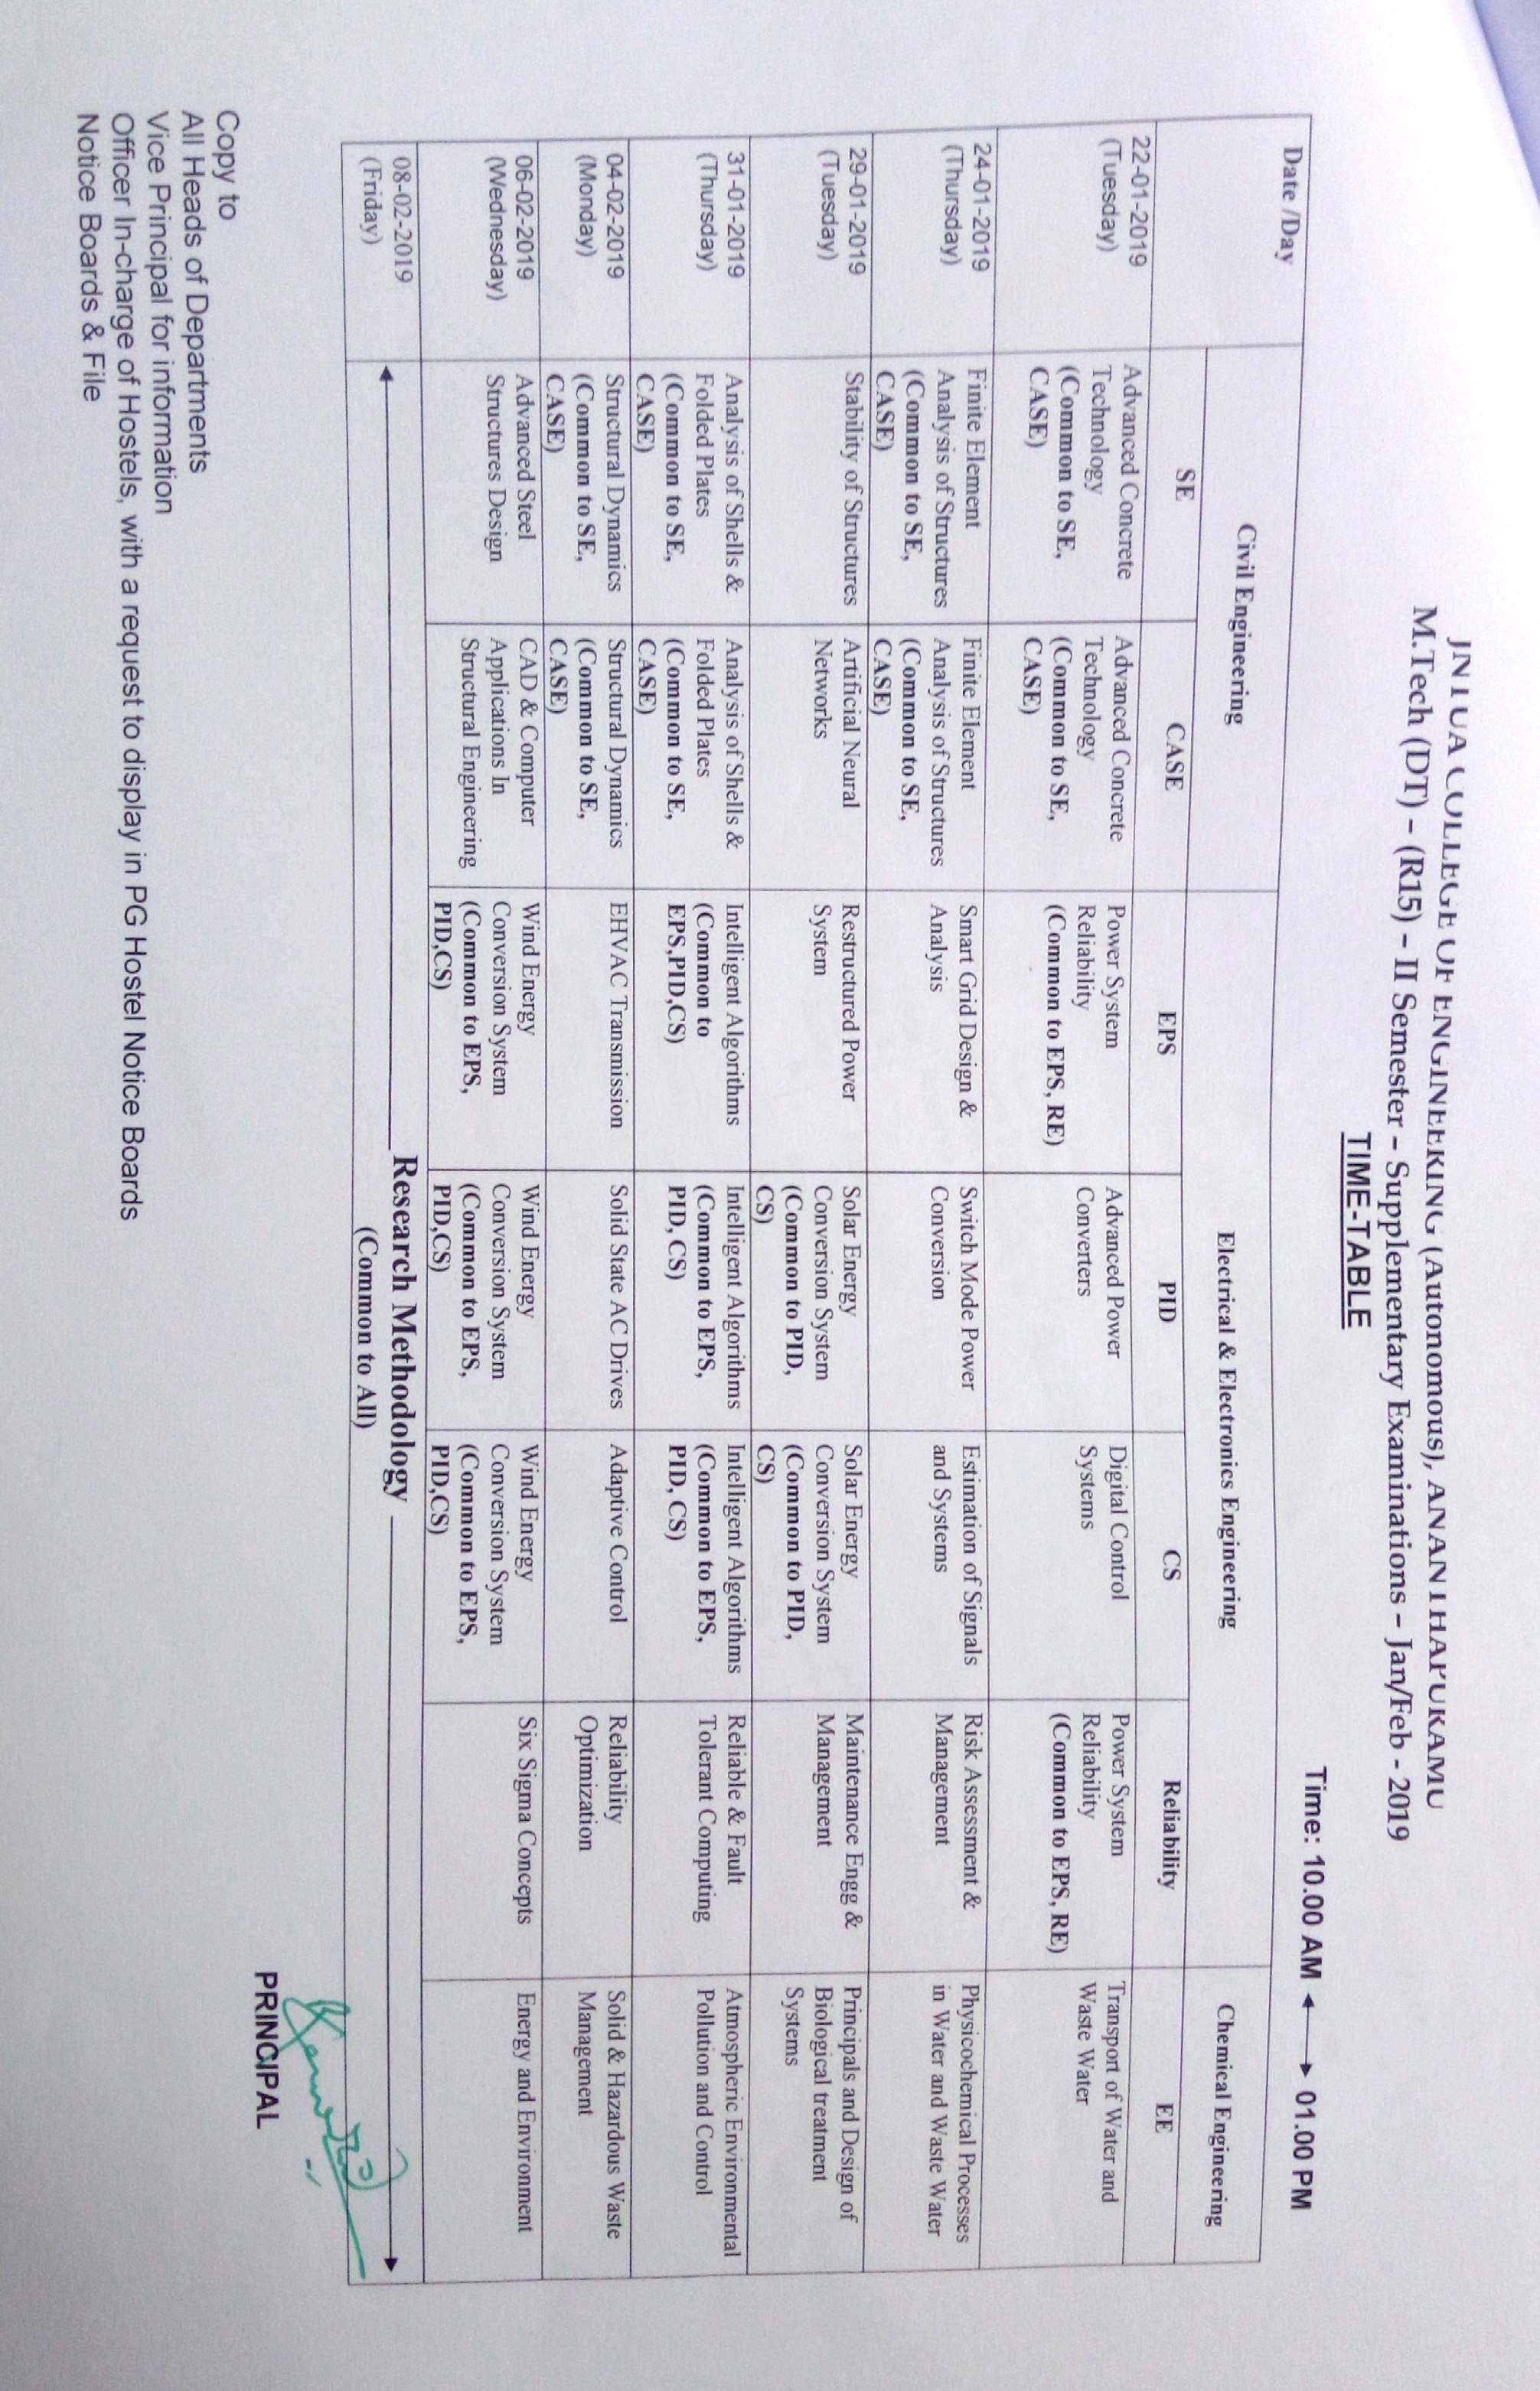 JNTUA COLLEGE OF ENGINEERING (Autonomous), ANANTHAPURAMU
M.Tech (DT) – (R15) – II Semester – Supplementary Examinations – Jan/Feb - 2019
TIME-TABLE
Time: 10.00 AM ◄──► 01.00 PM
Date /Day
Civil Engineering
Electrical & Electronics Engineering
Chemical Engineering
SE
CASE
EPS
PID
CS
Reliability
EE
22-01-2019
(Tuesday)
Advanced Concrete
Technology
(Common to SE,
CASE)
Advanced Concrete
Technology
(Common to SE,
CASE)
Power System
Reliability
(Common to EPS, RE)
Advanced Power
Converters
Digital Control
Systems
Power System
Reliability
(Common to EPS, RE)
Transport of Water and
Waste Water
24-01-2019
(Thursday)
Finite Element
Analysis of Structures
(Common to SE,
CASE)
Finite Element
Analysis of Structures
(Common to SE,
CASE)
Smart Grid Design &
Analysis
Switch Mode Power
Conversion
Estimation of Signals
and Systems
Risk Assessment &
Management
Physicochemical Processes
in Water and Waste Water
29-01-2019
(Tuesday)
Stability of Structures
Artificial Neural
Networks
Restructured Power
System
Solar Energy
Conversion System
(Common to PID,
CS)
Solar Energy
Conversion System
(Common to PID,
CS)
Maintenance Engg &
Management
Principals and Design of
Biological treatment
Systems
31-01-2019
(Thursday)
Analysis of Shells &
Folded Plates
(Common to SE,
CASE)
Analysis of Shells &
Folded Plates
(Common to SE,
CASE)
Intelligent Algorithms
(Common to
EPS,PID,CS)
Intelligent Algorithms
(Common to EPS,
PID, CS)
Intelligent Algorithms
(Common to EPS,
PID, CS)
Reliable & Fault
Tolerant Computing
Atmospheric Environmental
Pollution and Control
04-02-2019
(Monday)
Structural Dynamics
(Common to SE,
CASE)
Structural Dynamics
(Common to SE,
CASE)
EHVAC Transmission
Solid State AC Drives
Adaptive Control
Reliability
Optimization
Solid & Hazardous Waste
Management
06-02-2019
(Wednesday)
Advanced Steel
Structures Design
CAD & Computer
Applications In
Structural Engineering
Wind Energy
Conversion System
(Common to EPS,
PID,CS)
Wind Energy
Conversion System
(Common to EPS,
PID,CS)
Wind Energy
Conversion System
(Common to EPS,
PID,CS)
Six Sigma Concepts
Energy and Environment
08-02-2019
(Friday)
Research Methodology
(Common to All)
PRINCIPAL
Copy to
All Heads of Departments
Vice Principal for information
Officer In-charge of Hostels, with a request to display in PG Hostel Notice Boards
Notice Boards & File